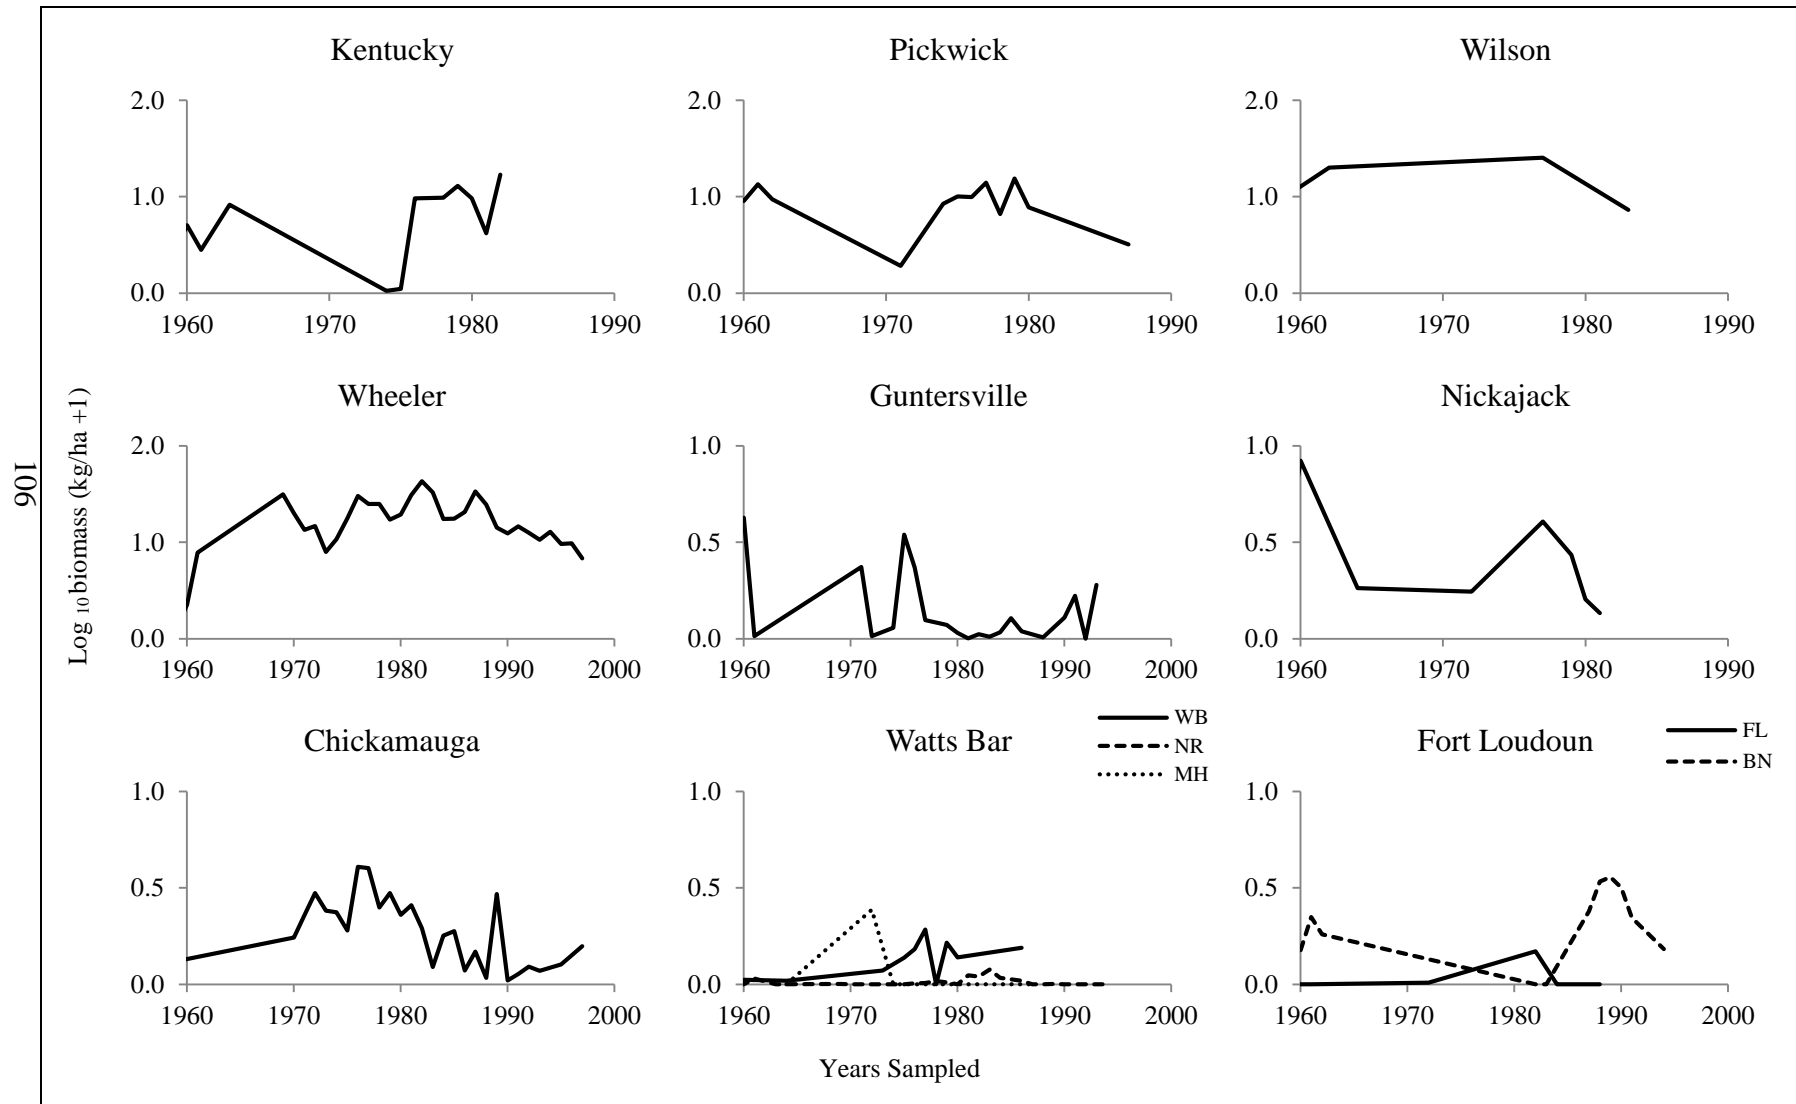 Kentucky
Pickwick
Wilson
2.0
1.0
0.0
1960 1970 1980 1990
2.0
1.0
0.0
1960 1970 1980 1990
2.0
1.0
0.0
1960 1970 1980 1990
Wheeler
Guntersville
Nickajack
2.0
1.0
0.0
1960 1970 1980 1990 2000
1.0
0.5
0.0
1960 1970 1980 1990 2000
1.0
0.5
0.0
1960 1970 1980 1990
Log 10 biomass (kg/ha +1)
106
Chickamauga
Watts Bar
WB
NR
MH
Fort Loudoun
FL
BN
1.0
0.5
0.0
1960 1970 1980 1990 2000
1.0
0.5
0.0
1960 1970 1980 1990 2000
1.0
0.5
0.0
1960 1970 1980 1990 2000
Years Sampled